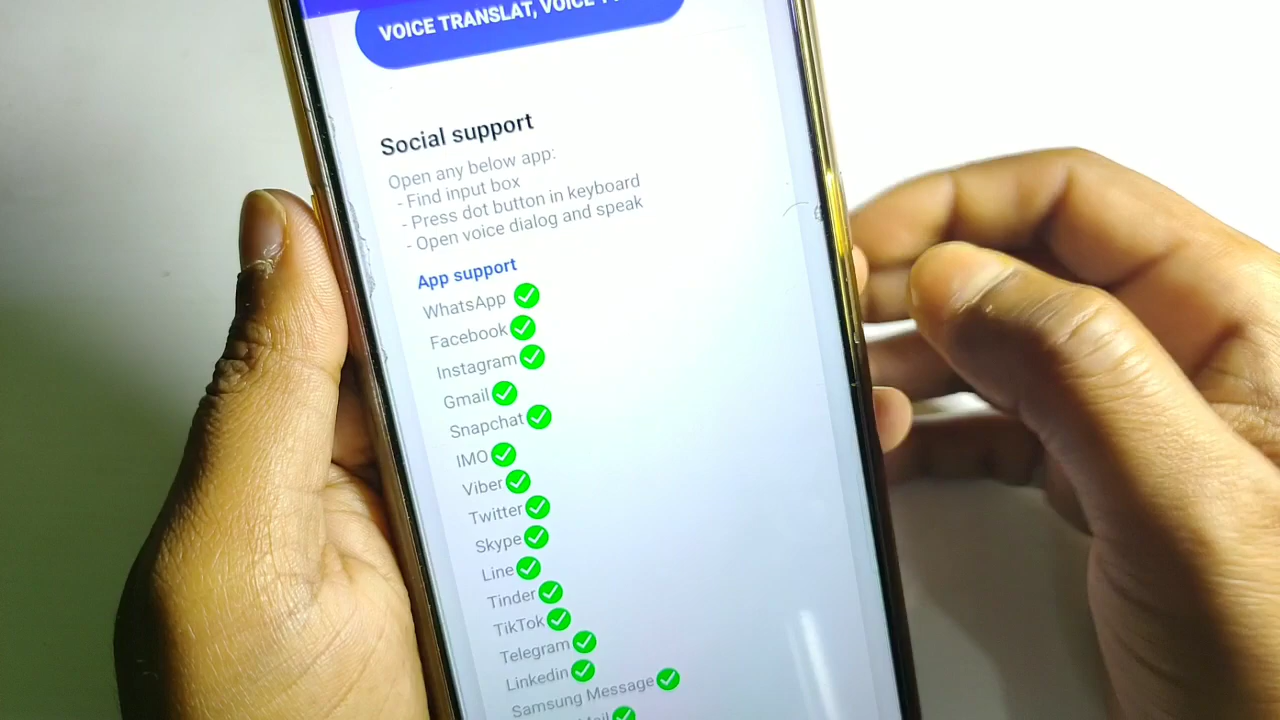 VOICE TRANSLAT, VOICE
Social support
Open any below app:
- Find input box
- Press dot button in keyboard
- Open voice dialog and speak
App support
WhatsApp
Facebook
Instagram
Gmail
Snapchat
IMO
Viber
Twitter
Skype
Line
Tinder
TikTok
Telegram
Linkedin
Samsung Message